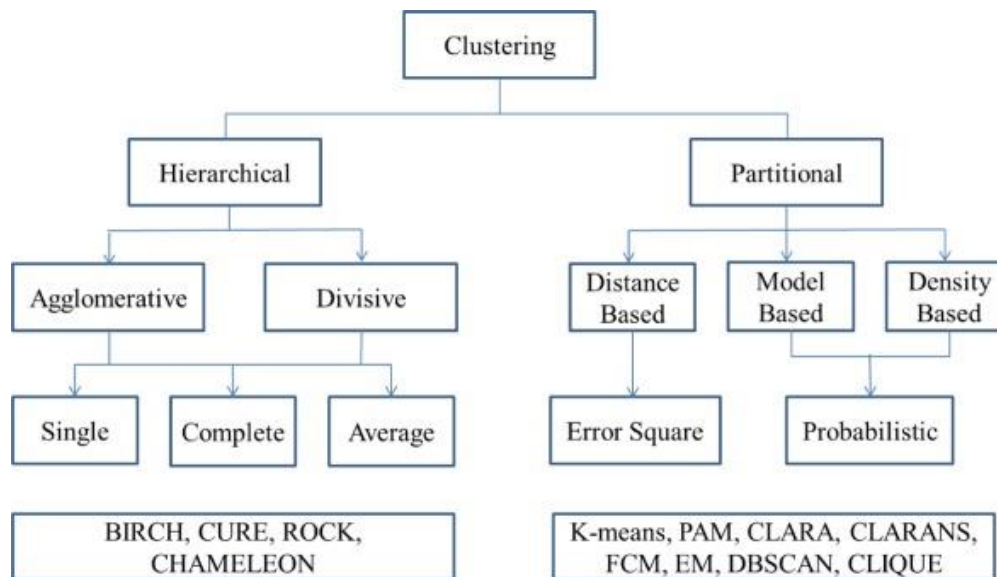 Clustering
Hierarchical
Partitional
Agglomerative
Divisive
Distance
Based
Model
Based
Density
Based
Single
Complete
Average
Error Square
Probabilistic
BIRCH, CURE, ROCK,
CHAMELEON
K-means, PAM, CLARA, CLARANS,
FCM, EM, DBSCAN, CLIQUE